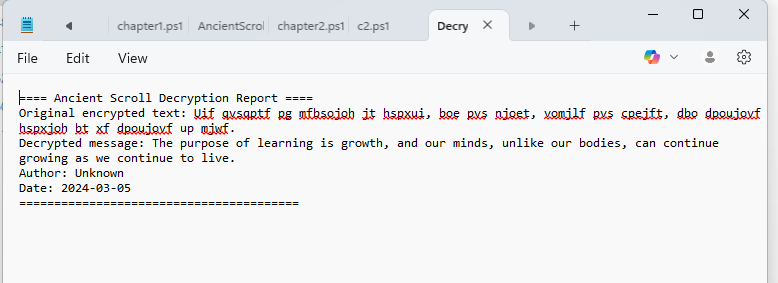 chapter1.ps1 AncientScrol chapter2.ps1 c2.ps1 Decry
File Edit View
==== Ancient Scroll Decryption Report ====
Original encrypted text: Uif qvsqptf pg mfbsojoh jt hspxui, boe pvs njoet, vomjlf pvs cpejft, dbo dpoujovf
hspxjoh bt xf dpoujovf up mjwf.
Decrypted message: The purpose of learning is growth, and our minds, unlike our bodies, can continue
growing as we continue to live.
Author: Unknown
Date: 2024-03-05
========================================